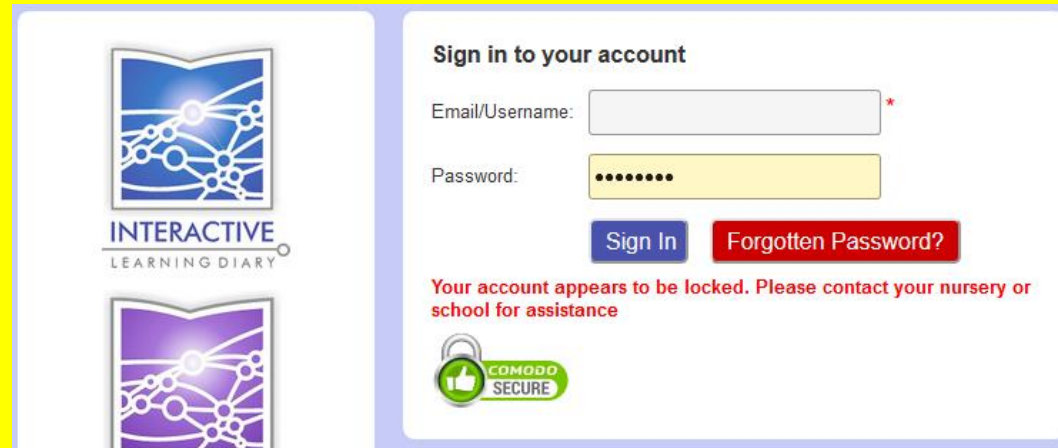 INTERACTIVE
LEARNING DIARY
Sign in to your account
Email/Username:
*
Password:
••••••••
Sign In
Forgotten Password?
Your account appears to be locked. Please contact your nursery or
school for assistance
COMODO
SECURE